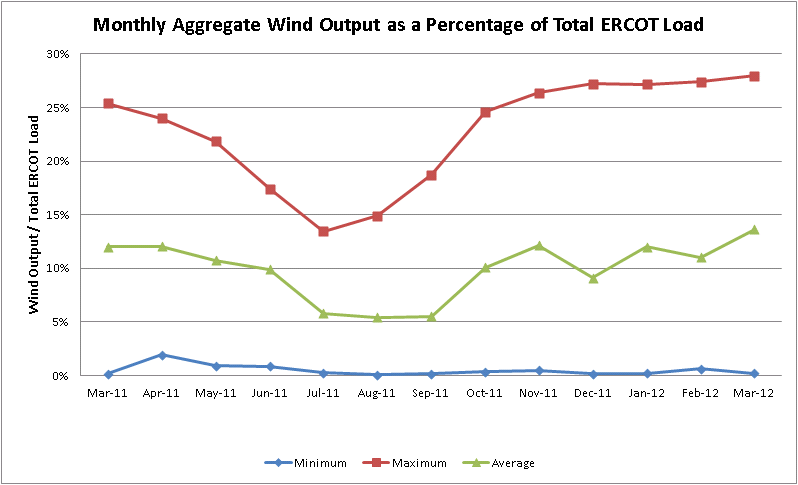 Monthly Aggregate Wind Output as a Percentage of Total ERCOT Load
Wind Output/ Total ERCOT Load
30%
25%
20%
15%
10%
5%
0%
Mar-11 Apr-11 May-11 Jun-11 Jul-11 Aug-11 Sep-11 Oct-11 Nov-11 Dec-11 Jan-12 Feb-12 Mar-12
Minimum Maximum Average